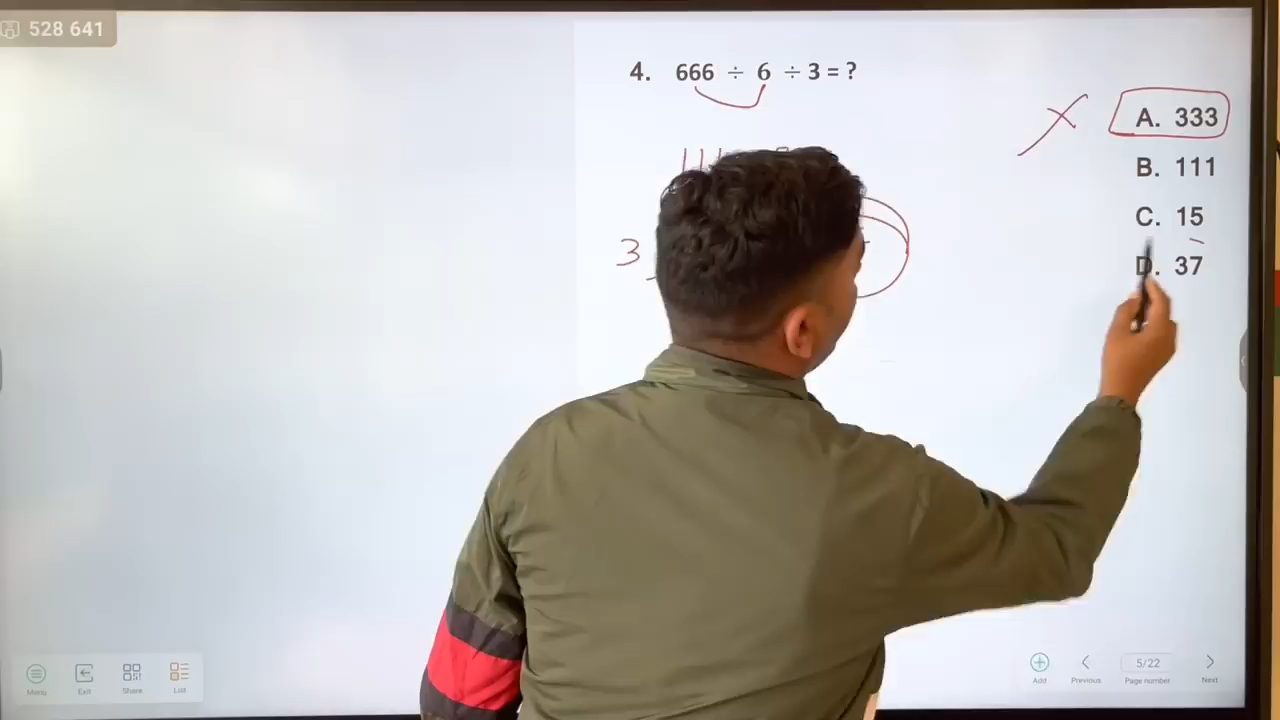 528 641
4. 666 ÷ 6 ÷ 3 = ?
A. 333
B. 111
C. 15
D. 37
3
Menu
Exit
Share
List
Add
Previous
5/22
Page number
Next